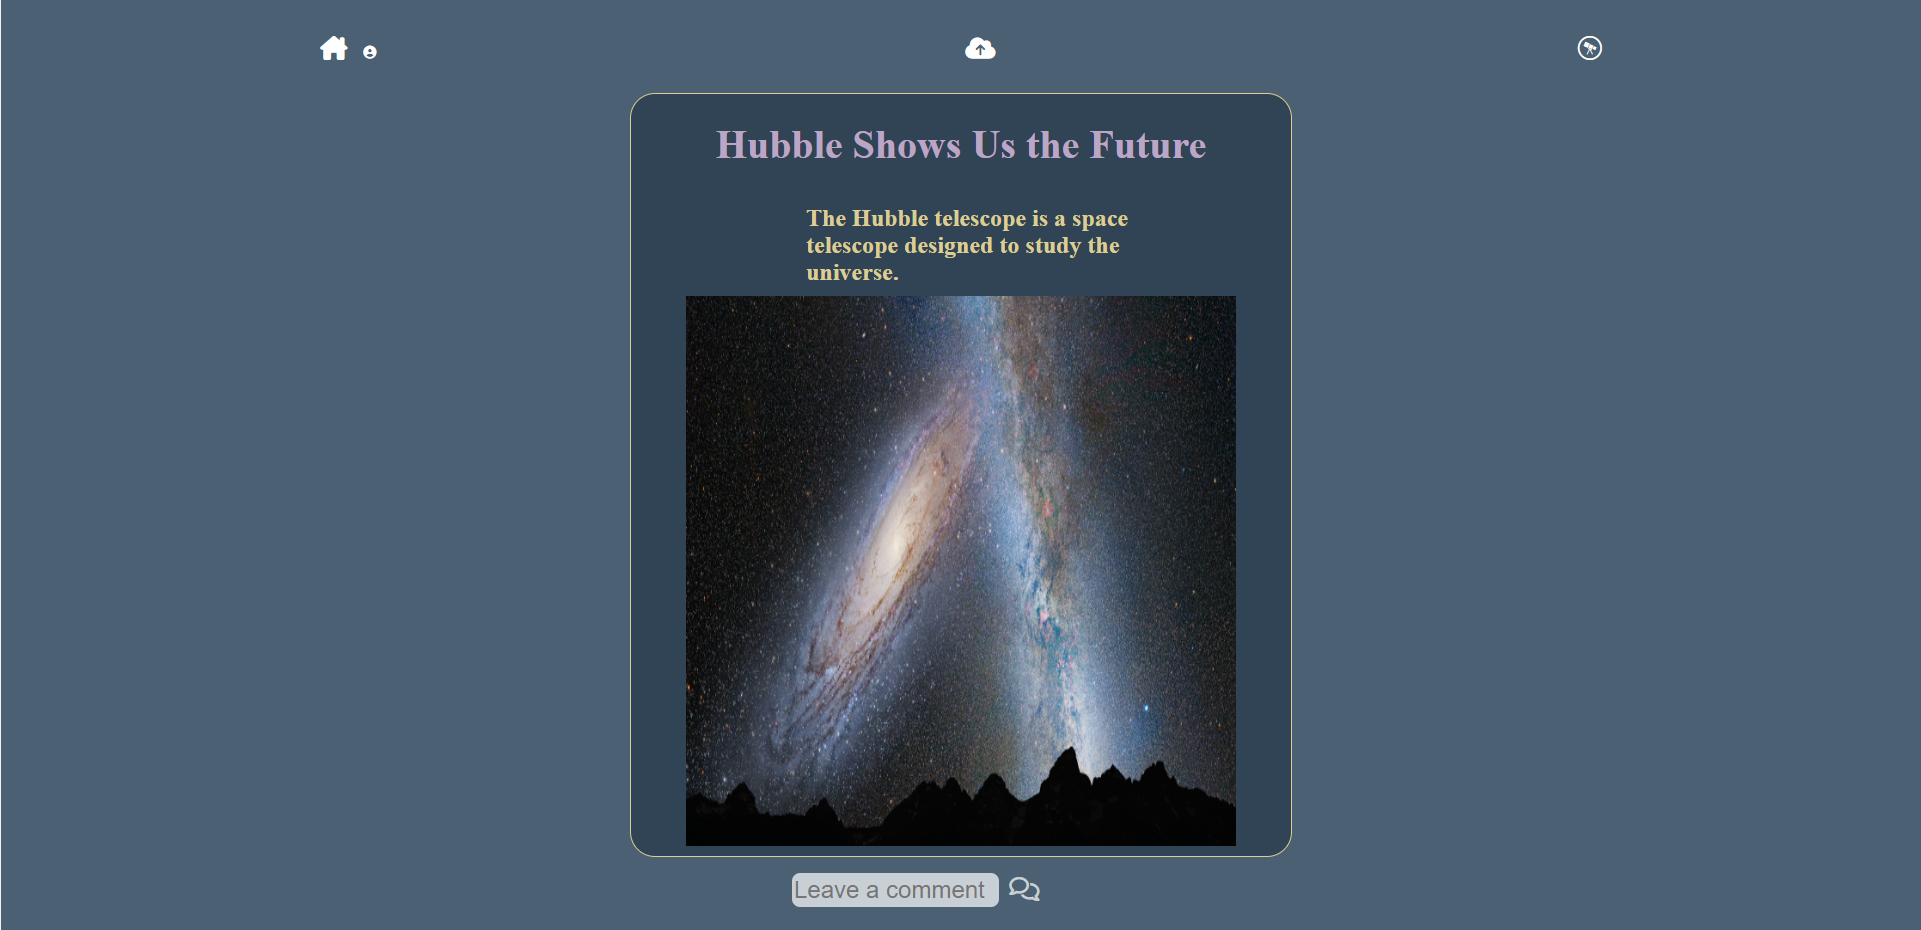 Hubble Shows Us the Future
The Hubble telescope is a space
telescope designed to study the
universe.
Leave a comment